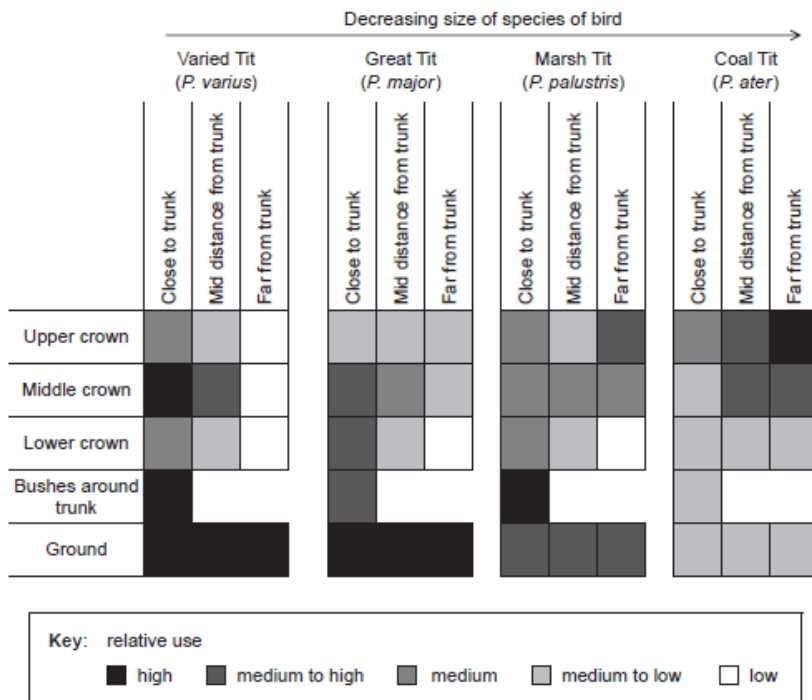 Decreasing size of species of bird
Varied Tit
(P. varius)
Great Tit
(P. major)
Marsh Tit
(P. palustris)
Coal Tit
(P. ater)
Close to trunk
Mid distance from trunk
Far from trunk
Close to trunk
Mid distance from trunk
Far from trunk
Close to trunk
Mid distance from trunk
Far from trunk
Close to trunk
Mid distance from trunk
Far from trunk
Upper crown
Middle crown
Lower crown
Bushes around
trunk
Ground
Key: relative use
high medium to high medium medium to low low